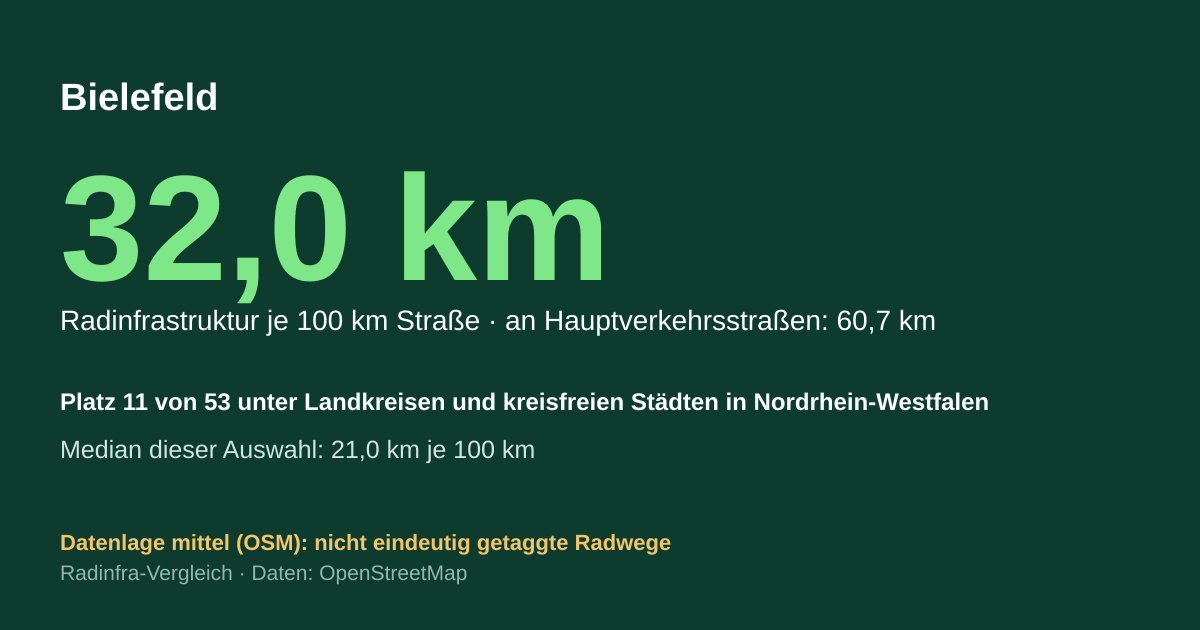 Bielefeld
32,0 km
Radinfrastruktur je 100 km Straße · an Hauptverkehrsstraßen: 60,7 km
Platz 11 von 53 unter Landkreisen und kreisfreien Städten in Nordrhein-Westfalen
Median dieser Auswahl: 21,0 km je 100 km
Datenlage mittel (OSM): nicht eindeutig getaggte Radwege
Radinfra-Vergleich · Daten: OpenStreetMap